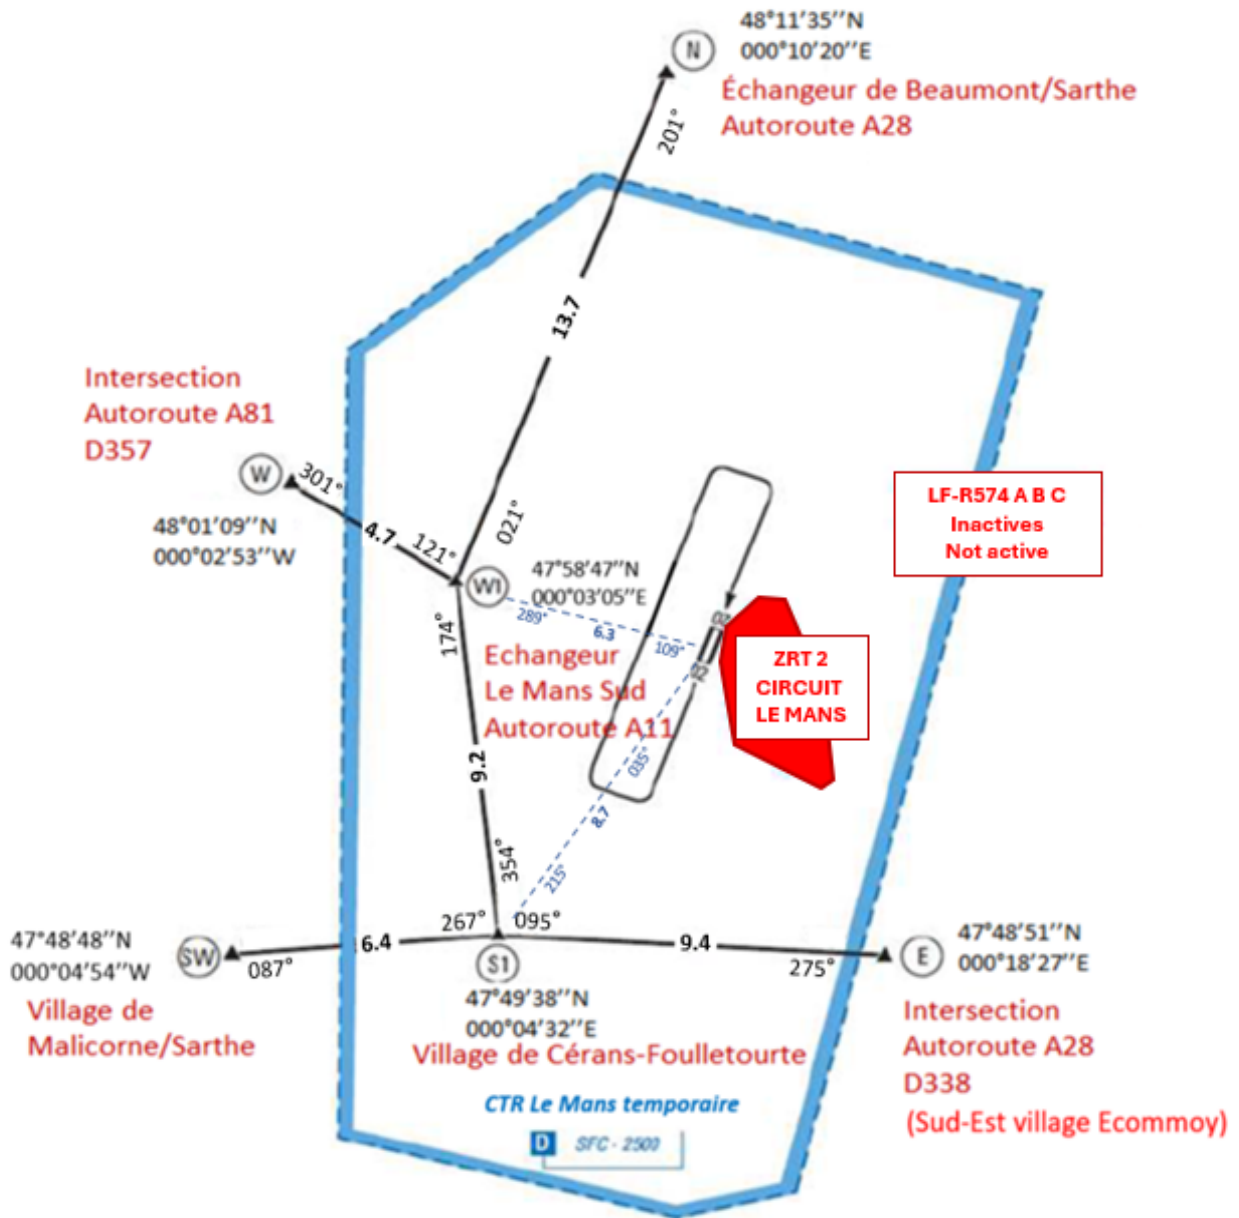 48°11'35''N
000°10'20''E
N
Échangeur de Beaumont/Sarthe
Autoroute A28
201°
13.7
Intersection
Autoroute A81
D357
W
301°
48°01'09''N
000°02'53''W
4.7
121°
021°
W1
47°58'47''N
000°03'05''E
289°
6.3
109°
174°
Echangeur
Le Mans Sud
Autoroute A11
20
02
LF-R574 A B C
Inactives
Not active
ZRT 2
CIRCUIT
LE MANS
9.2
035°
8.7
215°
354°
47°48'48''N
000°04'54''W
SW
087°
6.4
267°
095°
9.4
275°
E
47°48'51''N
000°18'27''E
S1
47°49'38''N
000°04'32''E
Village de
Malicorne/Sarthe
Village de Cérans-Foulletourte
Intersection
Autoroute A28
D338
(Sud-Est village Ecommoy)
CTR Le Mans temporaire
D
SFC - 2500